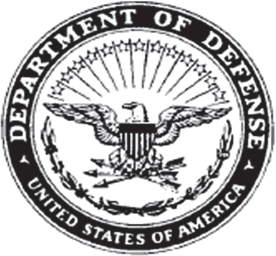 DEPARTMENT OF DEFENSE
UNITED STATES OF AMERICA